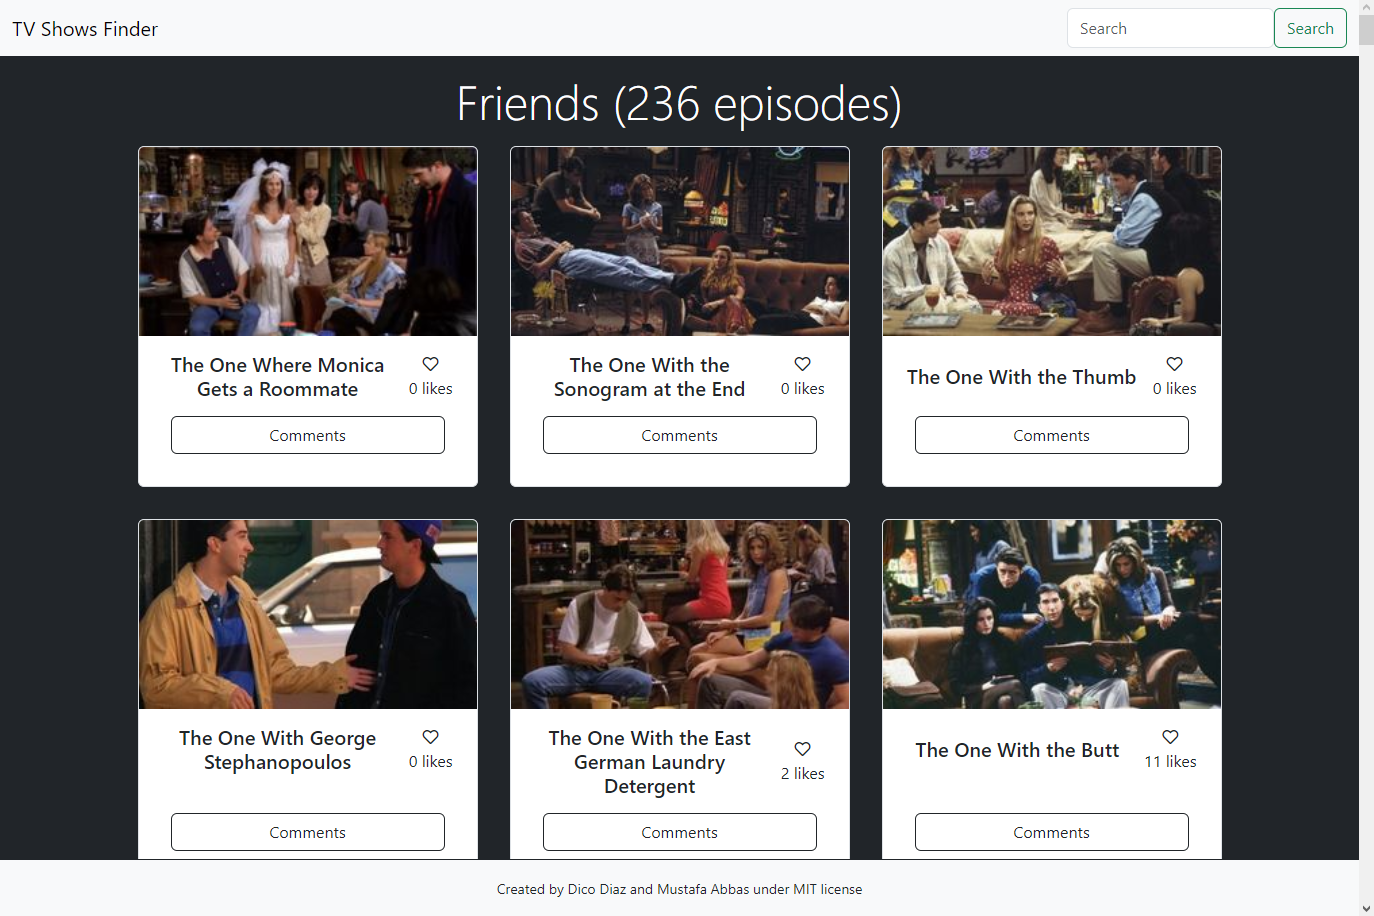 TV Shows Finder
Search
Search
Friends (236 episodes)
The One Where Monica
Gets a Roommate
0 likes
Comments
The One With the
Sonogram at the End
0 likes
Comments
The One With the Thumb
0 likes
Comments
The One With George
Stephanopoulos
0 likes
Comments
The One With the East
German Laundry
Detergent
2 likes
Comments
The One With the Butt
11 likes
Comments
Created by Dico Diaz and Mustafa Abbas under MIT license